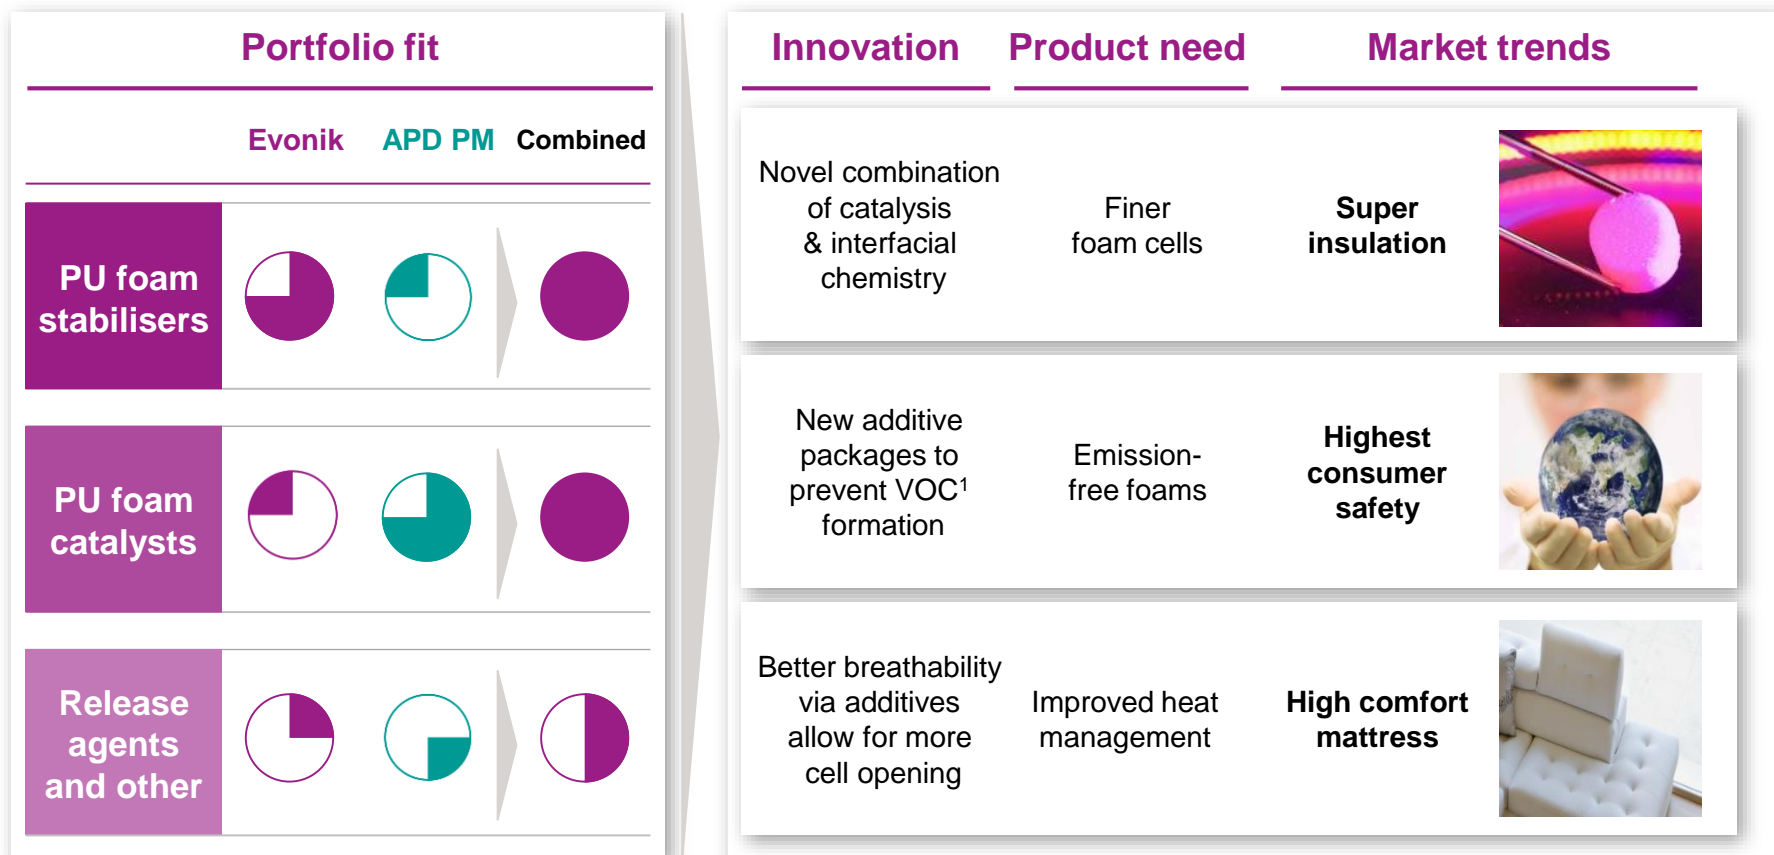 Portfolio fit
Evonik APD PM Combined
PU foam
stabilisers
PU foam
catalysts
Release
agents
and other
Innovation
Product need
Market trends
Novel combination
of catalysis
& interfacial
chemistry
Finer
foam cells
Super
insulation
New additive
packages to
prevent VOC¹
formation
Emission-
free foams
Highest
consumer
safety
Better breathability
via additives
allow for more
cell opening
Improved heat
management
High comfort
mattress